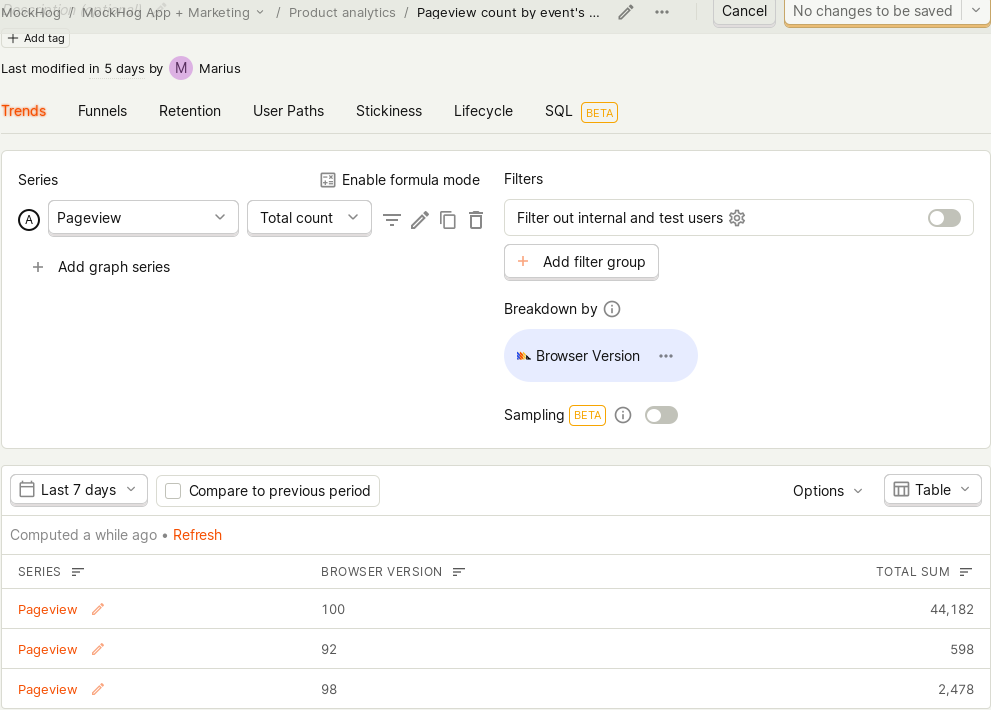 MockHog / MockHog App + Marketing / Product analytics / Pageview count by event's ... Cancel No changes to be saved
Description (optional)
Add tag
Last modified in 5 days by M Marius
Trends Funnels Retention User Paths Stickiness Lifecycle SQL BETA
Series Enable formula mode
A Pageview Total count
Add graph series
Filters
Filter out internal and test users
Add filter group
Breakdown by
Browser Version
Sampling BETA
Last 7 days Compare to previous period Options Table
Computed a while ago • Refresh
SERIES BROWSER VERSION TOTAL SUM
Pageview 100 44,182
Pageview 92 598
Pageview 98 2,478